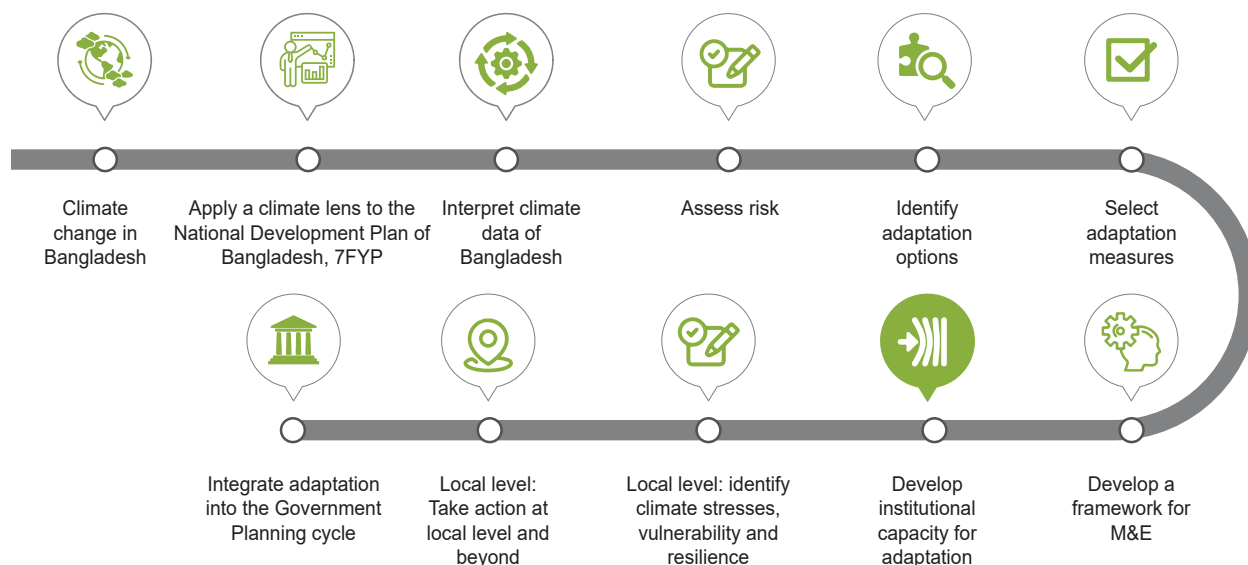 Climate
change in
Bangladesh
Apply a climate lens to the
National Development Plan of
Bangladesh, 7FYP
Interpret climate
data of
Bangladesh
Assess risk
Identify
adaptation
options
Select
adaptation
measures
Integrate adaptation
into the Government
Planning cycle
Local level:
Take action at
local level and
beyond
Local level: identify
climate stresses,
vulnerability and
resilience
Develop
institutional
capacity for
adaptation
Develop a
framework for
M&E